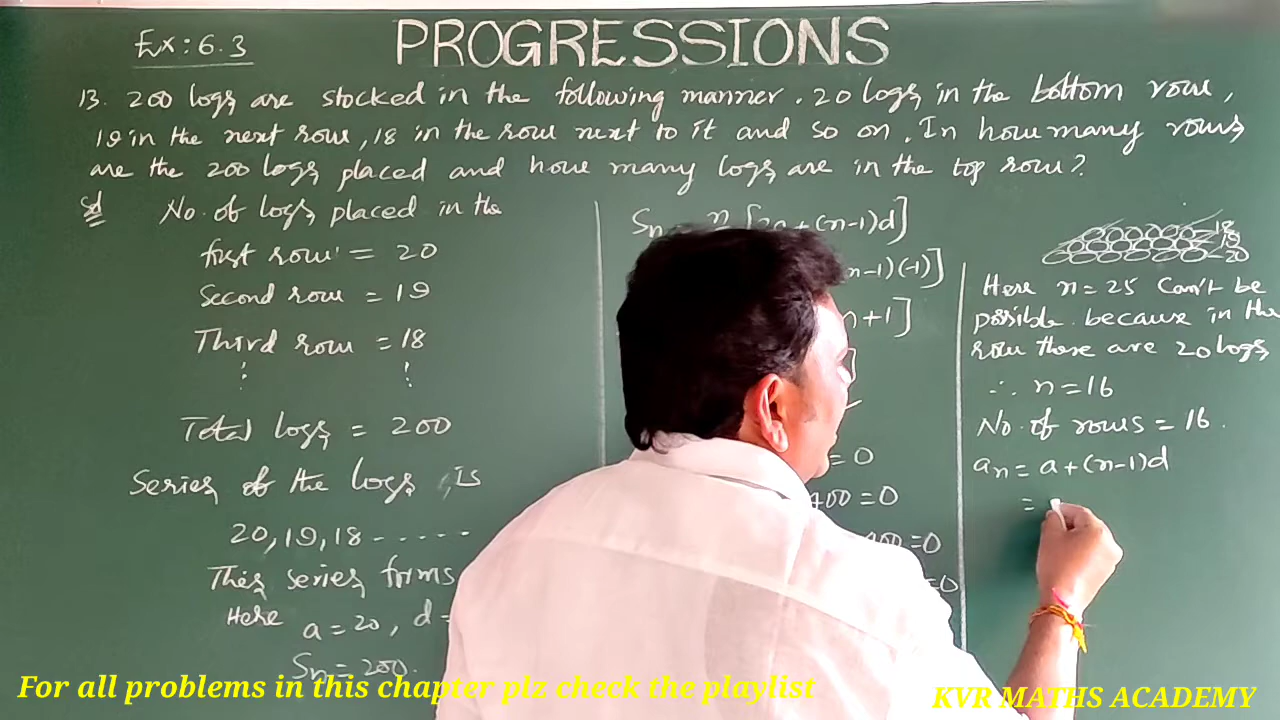 Ex: 6.3
PROGRESSIONS
13. 200 logs are stocked in the following manner. 20 logs in the bottom row,
19 in the next row, 18 in the row next to it and so on. In how many rows
are the 200 logs placed and how many logs are in the top row?
No. of logs placed in the
first row = 20
Second row = 19
Third row = 18
⋮ ⋮
Total logs = 200
Series of the logs is
20, 19, 18 - - - - -
This series forms
Here a = 20, d =
Sn = 200.
Sn [2a + (n-1)d]
n-1)(-1)]
n+1]
]
= 0
400 = 0
400 = 0
= 0
18
19
20
Here n = 25 Can't be
possible. because in the
row there are 20 logs
∴ n = 16
No. of rows = 16.
an = a + (n-1)d
=
For all problems in this chapter plz check the playlist
KVR MATHS ACADEMY